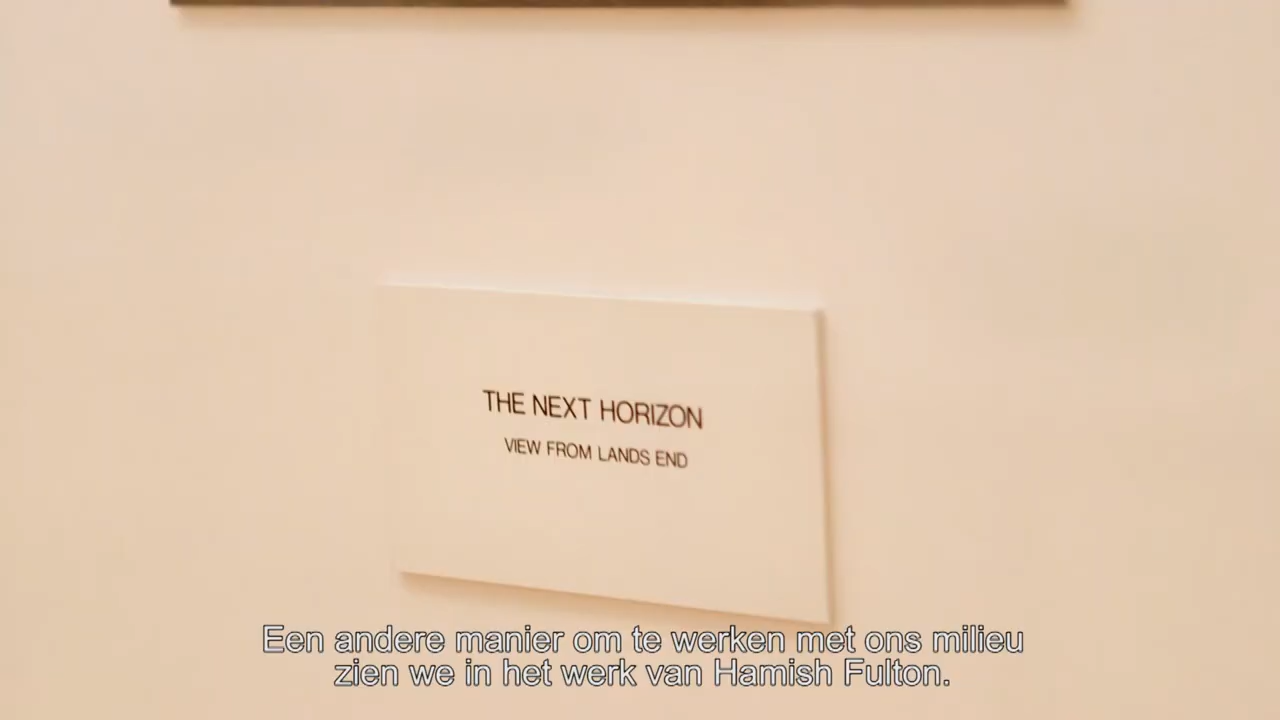 THE NEXT HORIZON
VIEW FROM LANDS END
Een andere manier om te werken met ons milieu
zien we in het werk van Hamish Fulton.